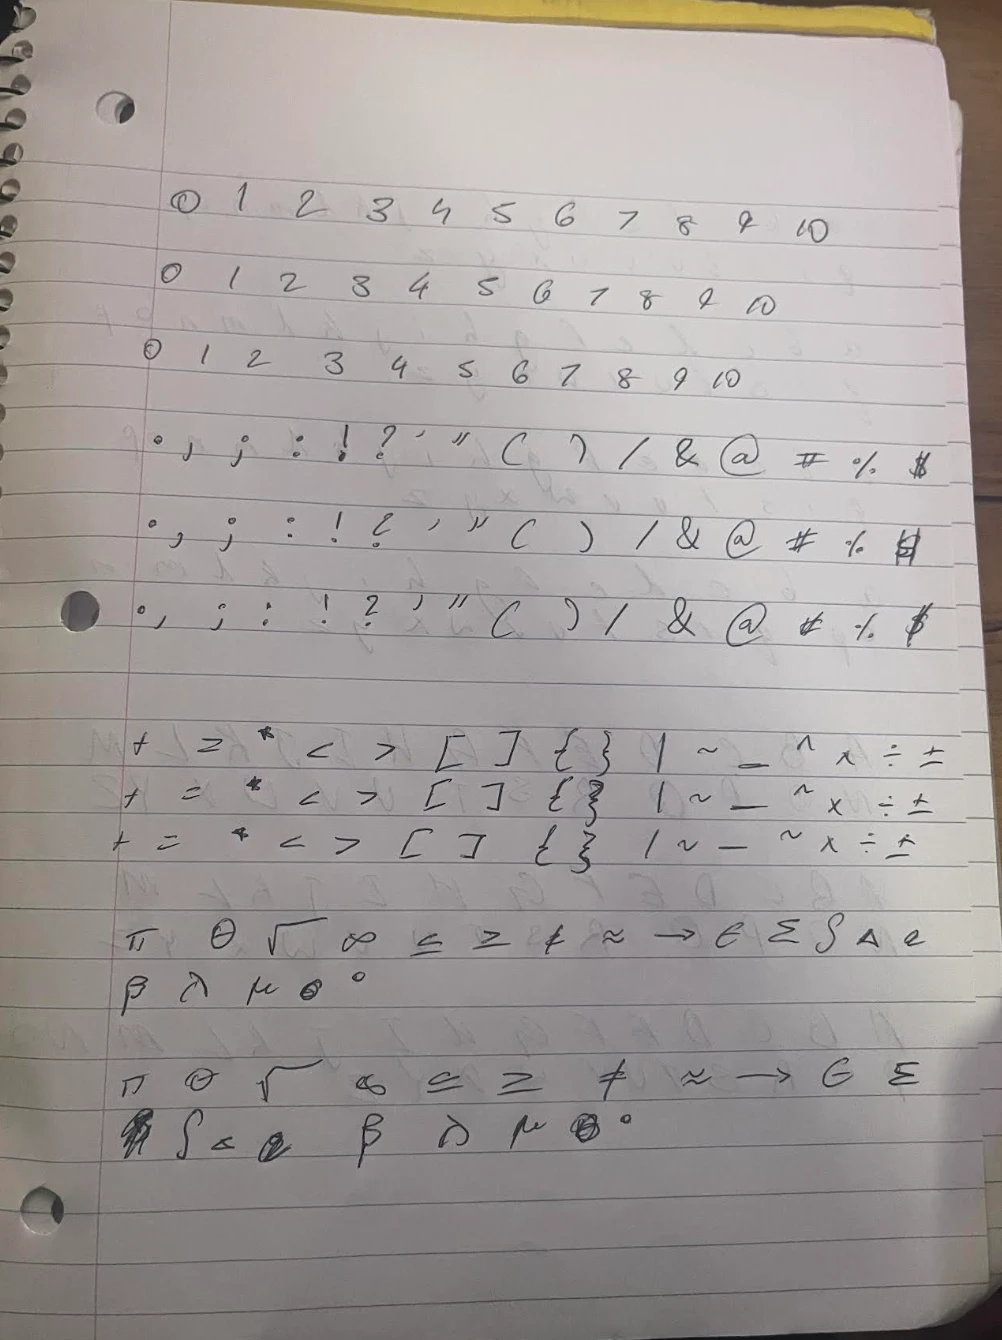 0 1 2 3 4 5 6 7 8 9 10
0 1 2 3 4 5 6 7 8 9 10
0 1 2 3 4 5 6 7 8 9 10
. , ; : ! ? ' " ( ) / & @ # % $
. , ; : ! ? ' " ( ) / & @ # %
. , ; : ! ? ' " ( ) / & @ # % $
+ = * < > [ ] { } | ~ _ ^ × ÷ ±
+ = * < > [ ] { } | ~ _ ~ × ÷ ±
+ = * < > [ ] { } | ~ _ ~ × ÷ ±
π θ √ ∞ ≤ ≥ ≠ ≈ → ∈ Σ ∫ Δ
β λ μ °
π θ √ ∞ ≤ ≥ ≠ ≈ → ∈ Σ
∫ β λ μ °